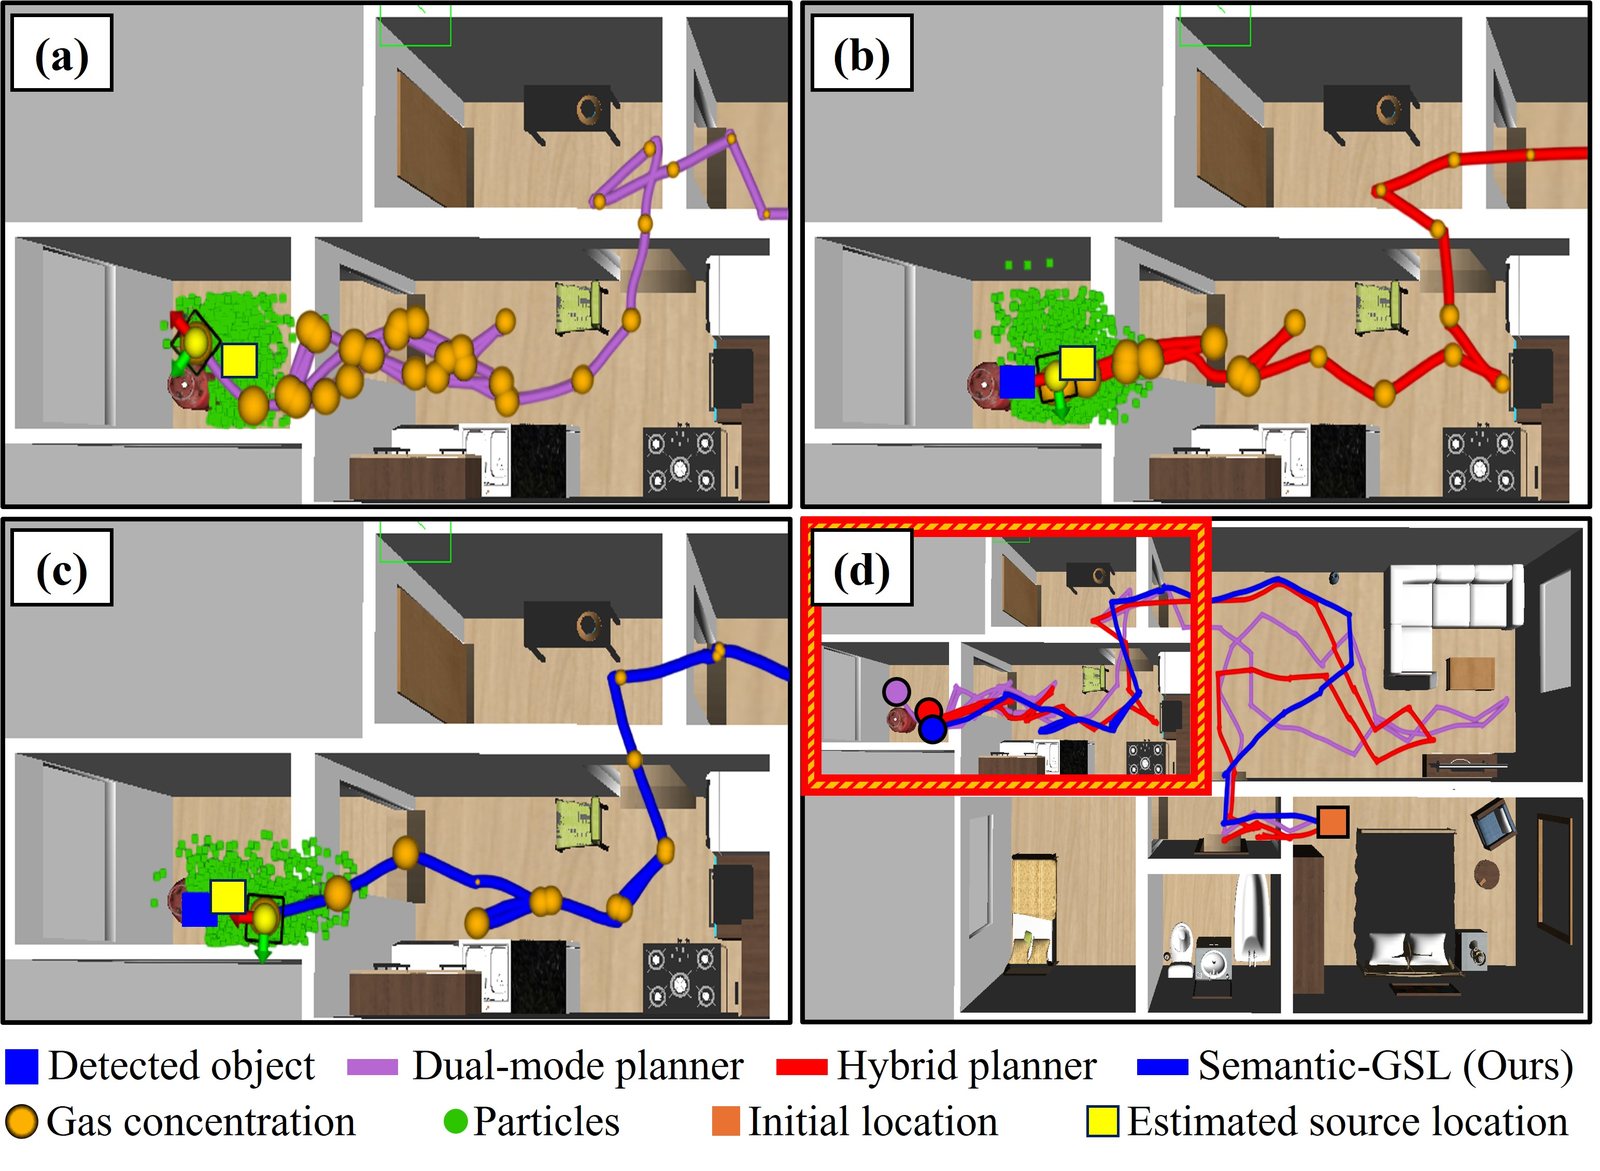 (a)
(b)
(c)
(d)
Detected object Dual-mode planner Hybrid planner Semantic-GSL (Ours)
Gas concentration Particles Initial location Estimated source location